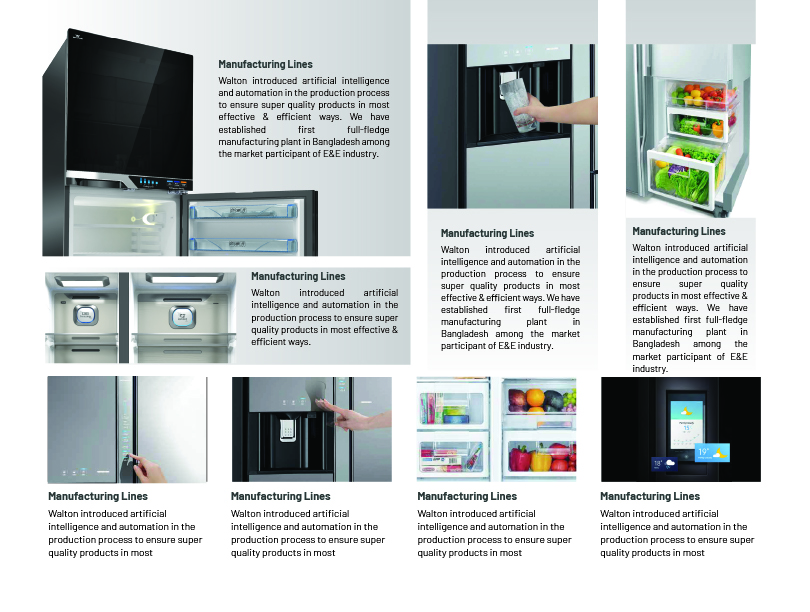 Manufacturing Lines
Walton introduced artificial intelligence
and automation in the production process
to ensure super quality products in most
effective & efficient ways. We have
established first full-fledge
manufacturing plant in Bangladesh among
the market participant of E&E industry.
Manufacturing Lines
Walton introduced artificial
intelligence and automation in the
production process to ensure super
quality products in most effective &
efficient ways.
Manufacturing Lines
Walton introduced artificial
intelligence and automation in the
production process to ensure
super quality products in most
effective & efficient ways. We have
established first full-fledge
manufacturing plant in
Bangladesh among the market
participant of E&E industry.
Manufacturing Lines
Walton introduced artificial
intelligence and automation
in the production process to
ensure super quality
products in most effective &
efficient ways. We have
established first full-fledge
manufacturing plant in
Bangladesh among the
market participant of E&E
industry.
Manufacturing Lines
Walton introduced artificial
intelligence and automation in the
production process to ensure super
quality products in most
Manufacturing Lines
Walton introduced artificial
intelligence and automation in the
production process to ensure super
quality products in most
Manufacturing Lines
Walton introduced artificial
intelligence and automation in the
production process to ensure super
quality products in most
19°
18°
Manufacturing Lines
Walton introduced artificial
intelligence and automation in the
production process to ensure super
quality products in most